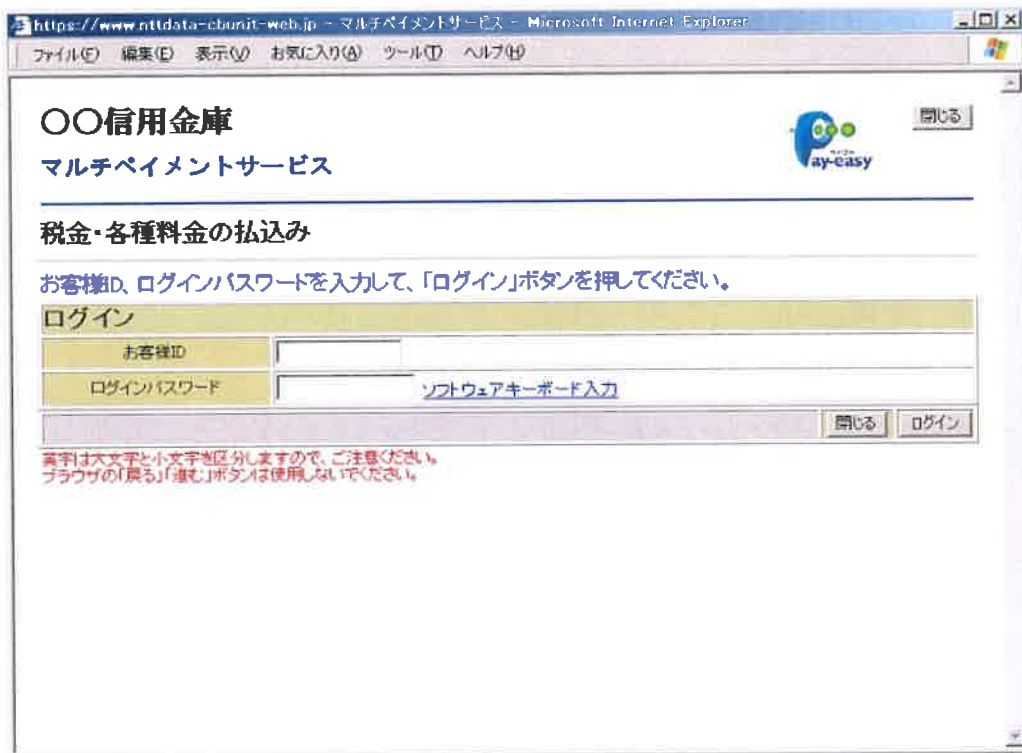 https://www.nttdata-cbunit-web.jp - マルチペイメントサービス - Microsoft Internet Explorer
ファイル(F) 編集(E) 表示(V) お気に入り(A) ツール(T) ヘルプ(H)
〇〇信用金庫
閉じる
マルチペイメントサービス
ペイジー
Pay-easy
税金・各種料金の払込み
お客様ID、ログインパスワードを入力して、「ログイン」ボタンを押してください。
ログイン
お客様ID
ログインパスワード ソフトウェアキーボード入力
閉じる ログイン
英字は大文字と小文字を区分しますので、ご注意ください。
ブラウザの「戻る」「進む」ボタンは使用しないでください。